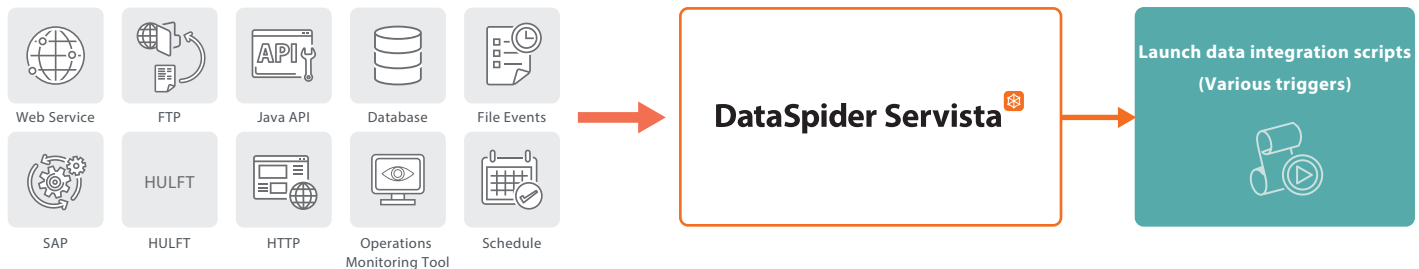 API
Web Service
FTP
Java API
Database
File Events
HULFT
SAP
HULFT
HTTP
Operations
Monitoring Tool
Schedule
DataSpider Servista
Launch data integration scripts
(Various triggers)